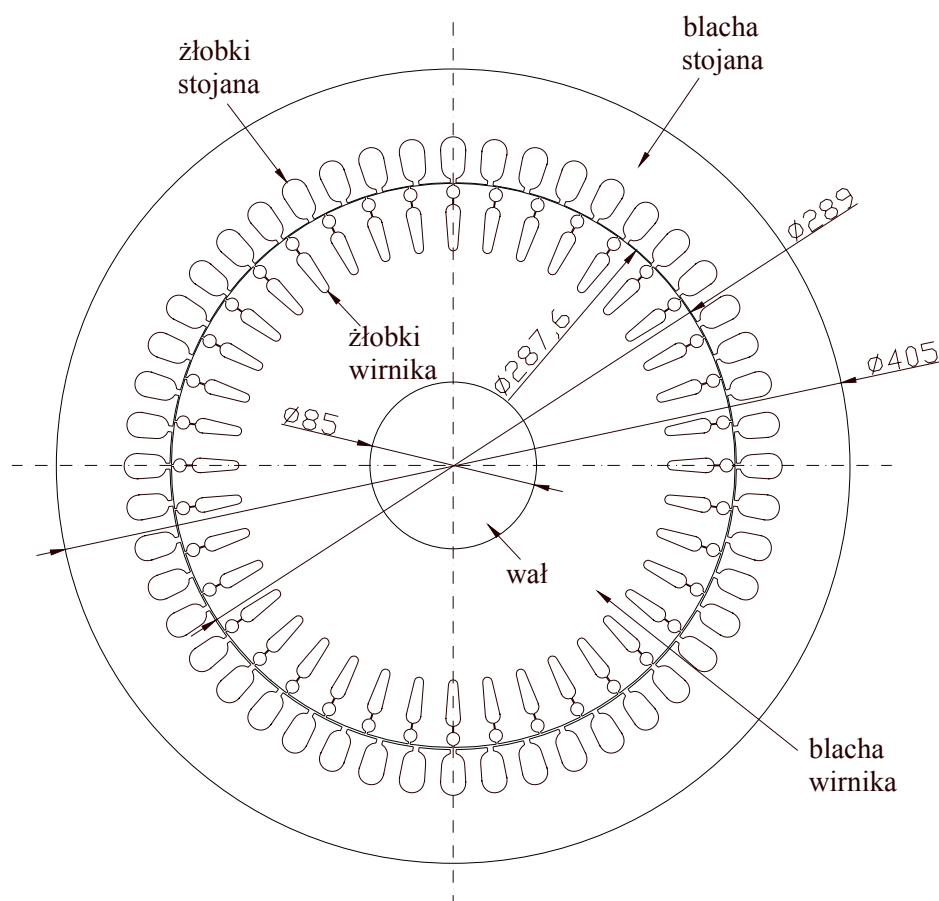 blacha
stojana
żłobki
stojana
ø289
ø287,6
żłobki
wirnika
ø405
ø85
wał
blacha
wirnika